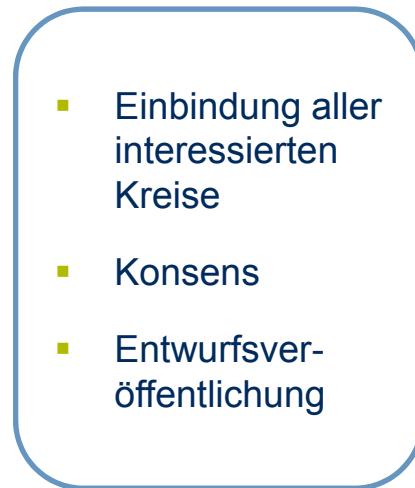 ▪ Einbindung aller
interessierten
Kreise
▪ Konsens
▪ Entwurfsver-
öffentlichung